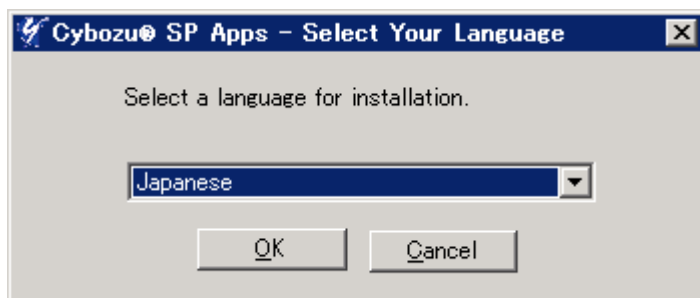 Cybozu® SP Apps - Select Your Language
Select a language for installation.
Japanese
OK
Cancel